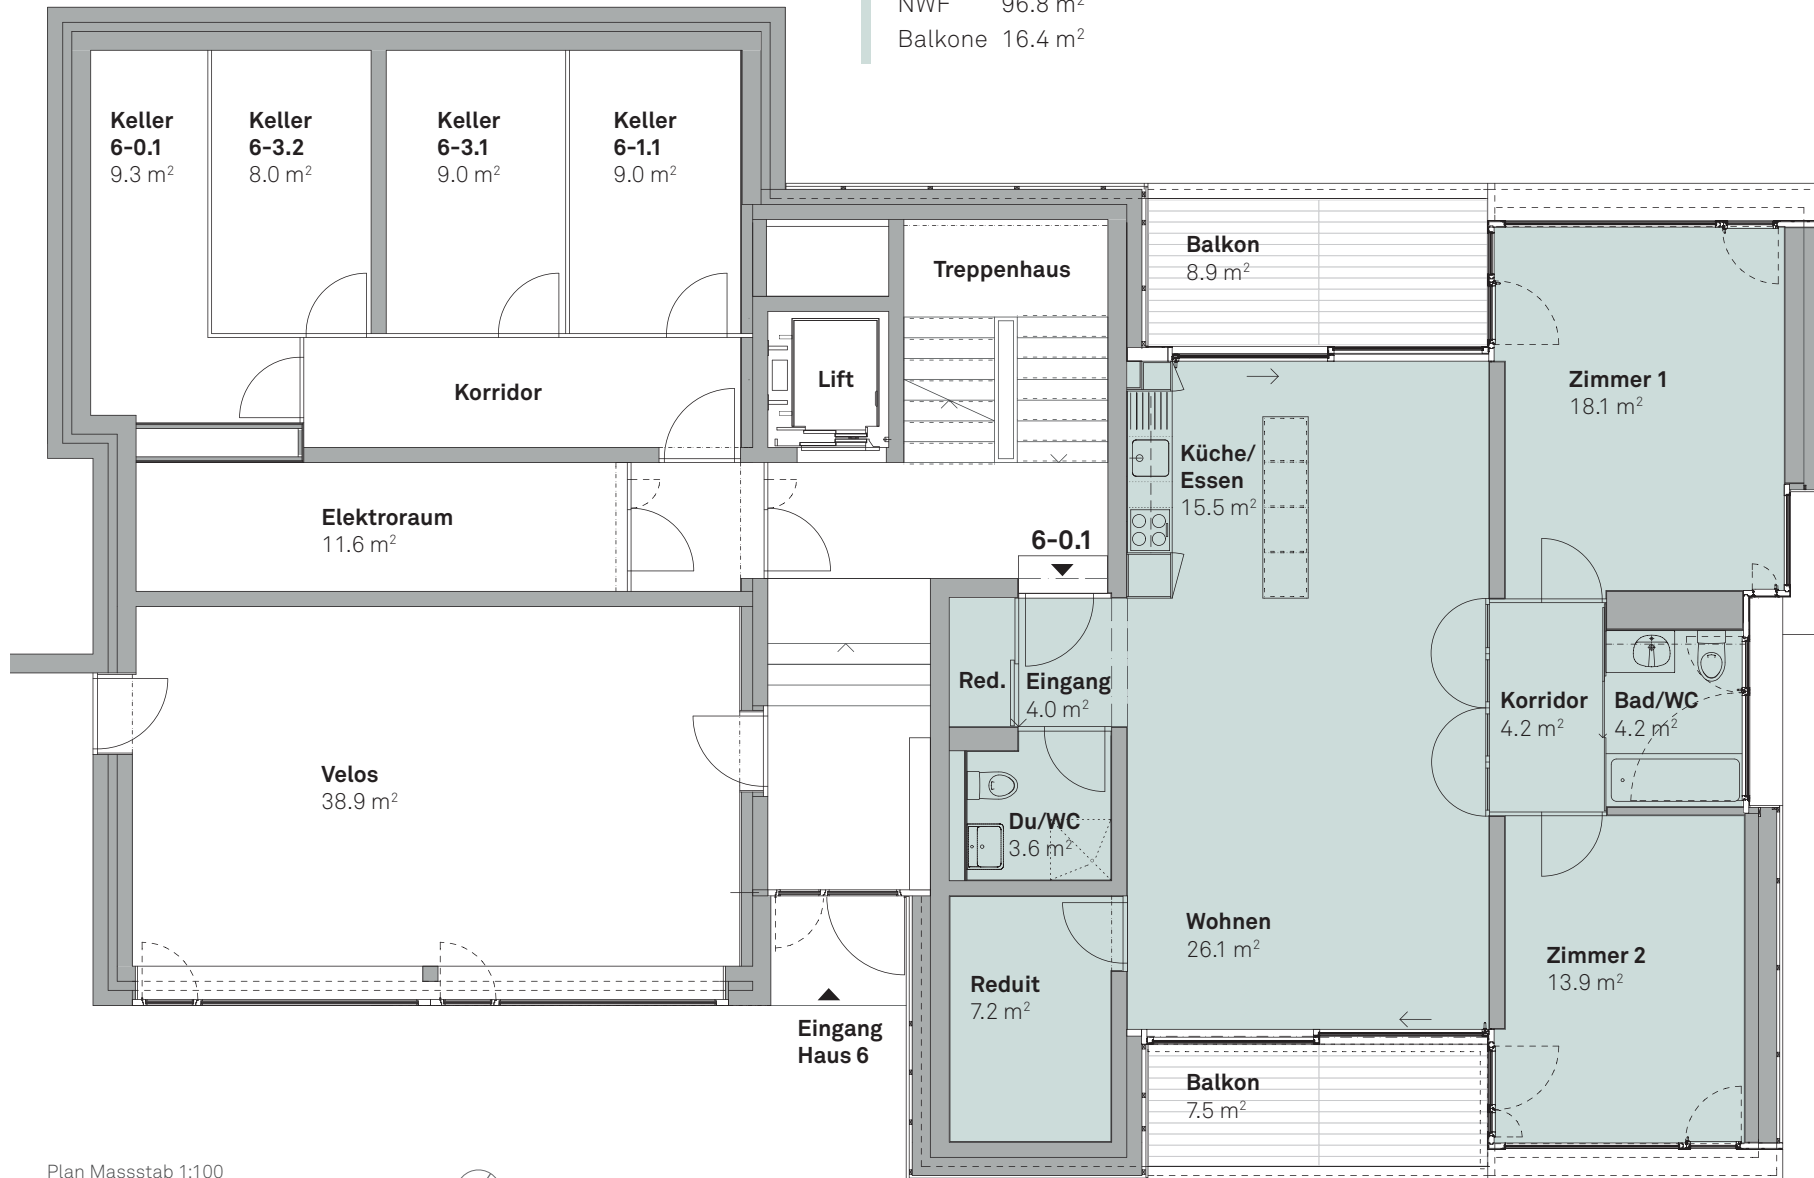 NWF 96.8 m²
Balkone 16.4 m²
Keller
6-0.1
9.3 m²
Keller
6-3.2
8.0 m²
Keller
6-3.1
9.0 m²
Keller
6-1.1
9.0 m²
Treppenhaus
Balkon
8.9 m²
Korridor
Lift
Zimmer 1
18.1 m²
Küche/
Essen
15.5 m²
Elektroraum
11.6 m²
6-0.1
Red.
Eingang
4.0 m²
Korridor
4.2 m²
Bad/WC
4.2 m²
Velos
38.9 m²
Du/WC
3.6 m²
Wohnen
26.1 m²
Zimmer 2
13.9 m²
Reduit
7.2 m²
Eingang
Haus 6
Balkon
7.5 m²
Plan Massstab 1:100